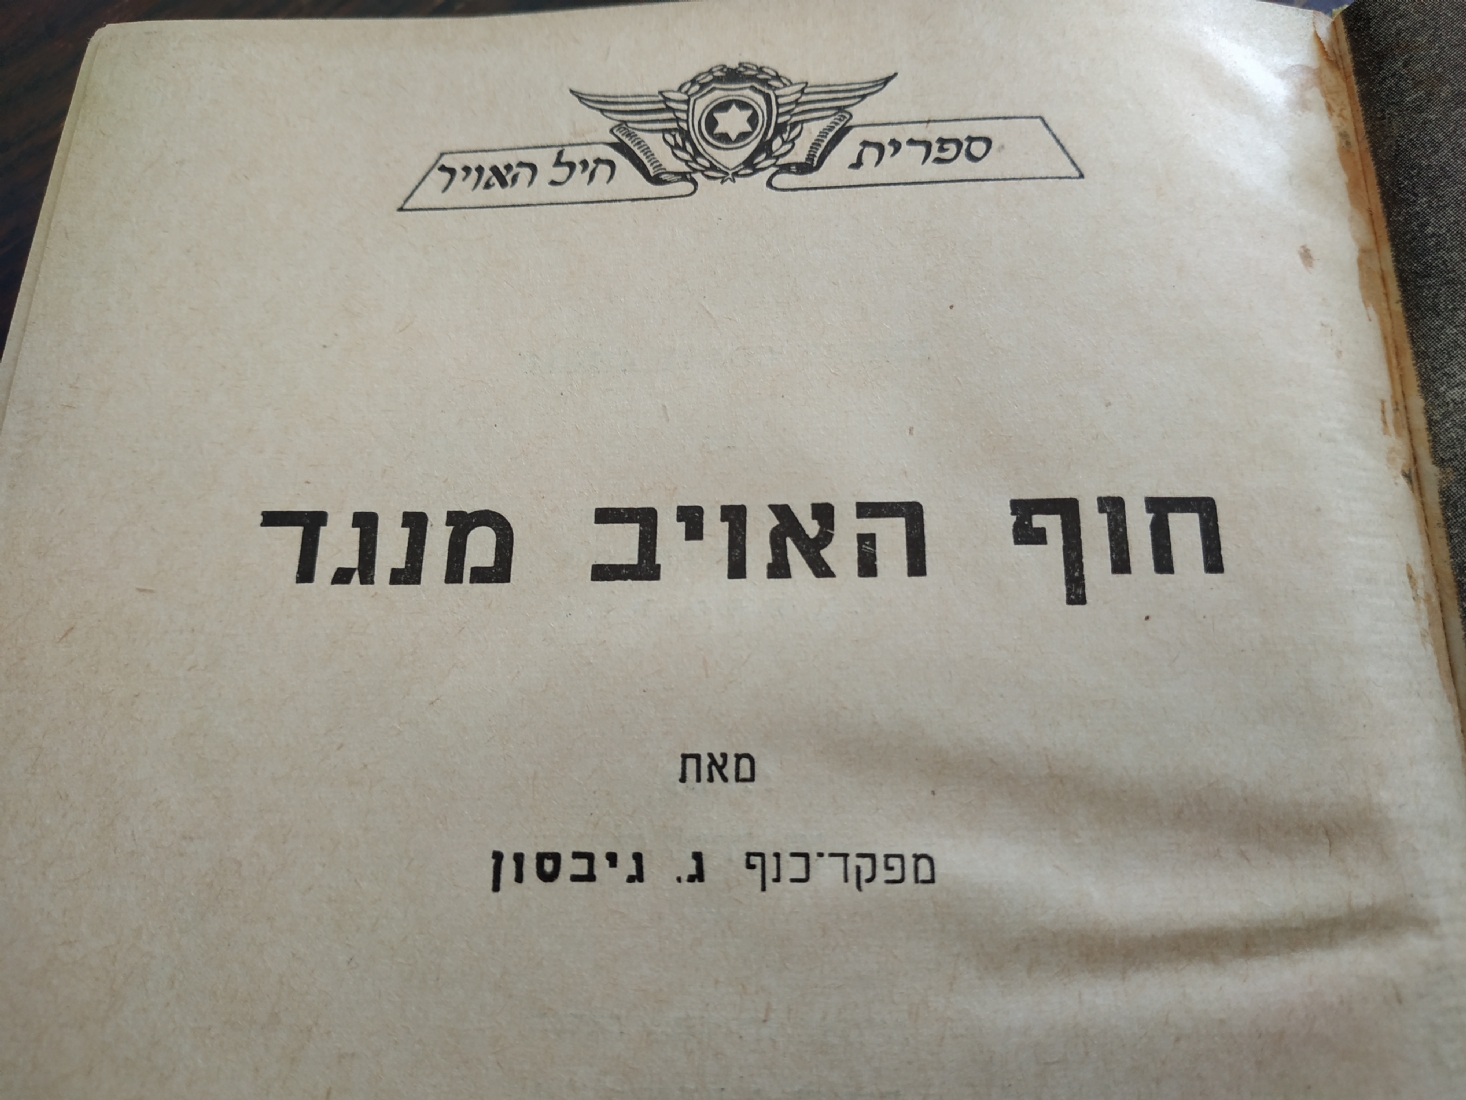 ספרית חיל האויר
חוף האויב מנגד
מאת
מפקד־כנף ג. גיבסון